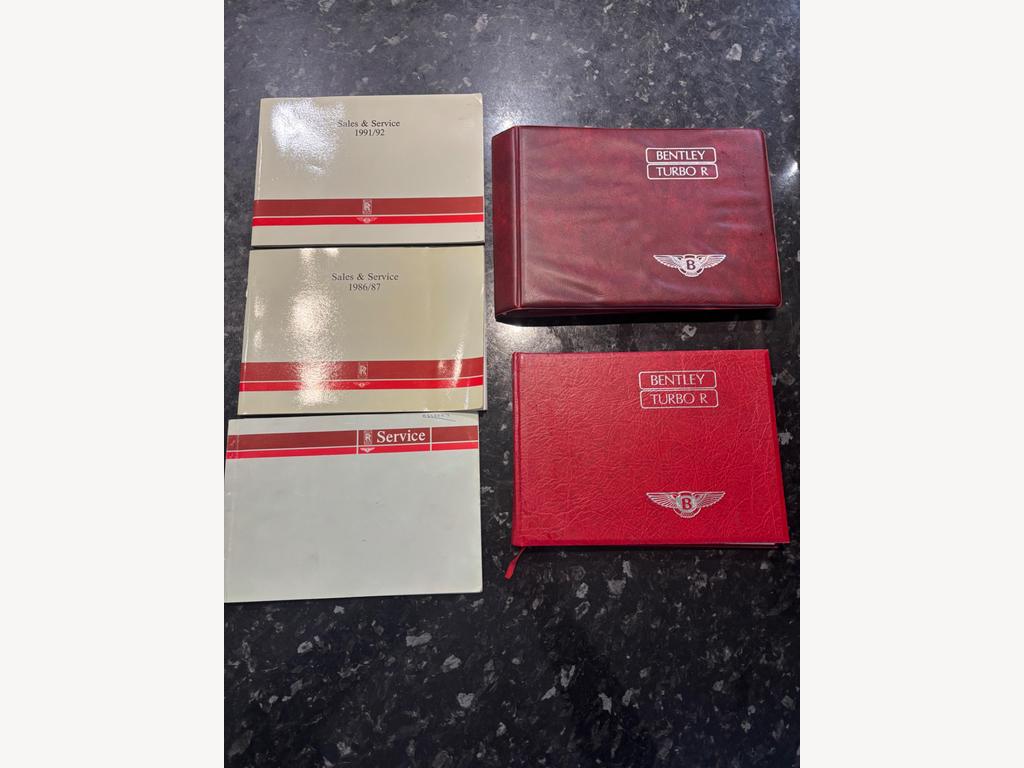 Sales & Service
1991/92
Sales & Service
1986/87
Service
BENTLEY
TURBO R
B
BENTLEY
TURBO R
B